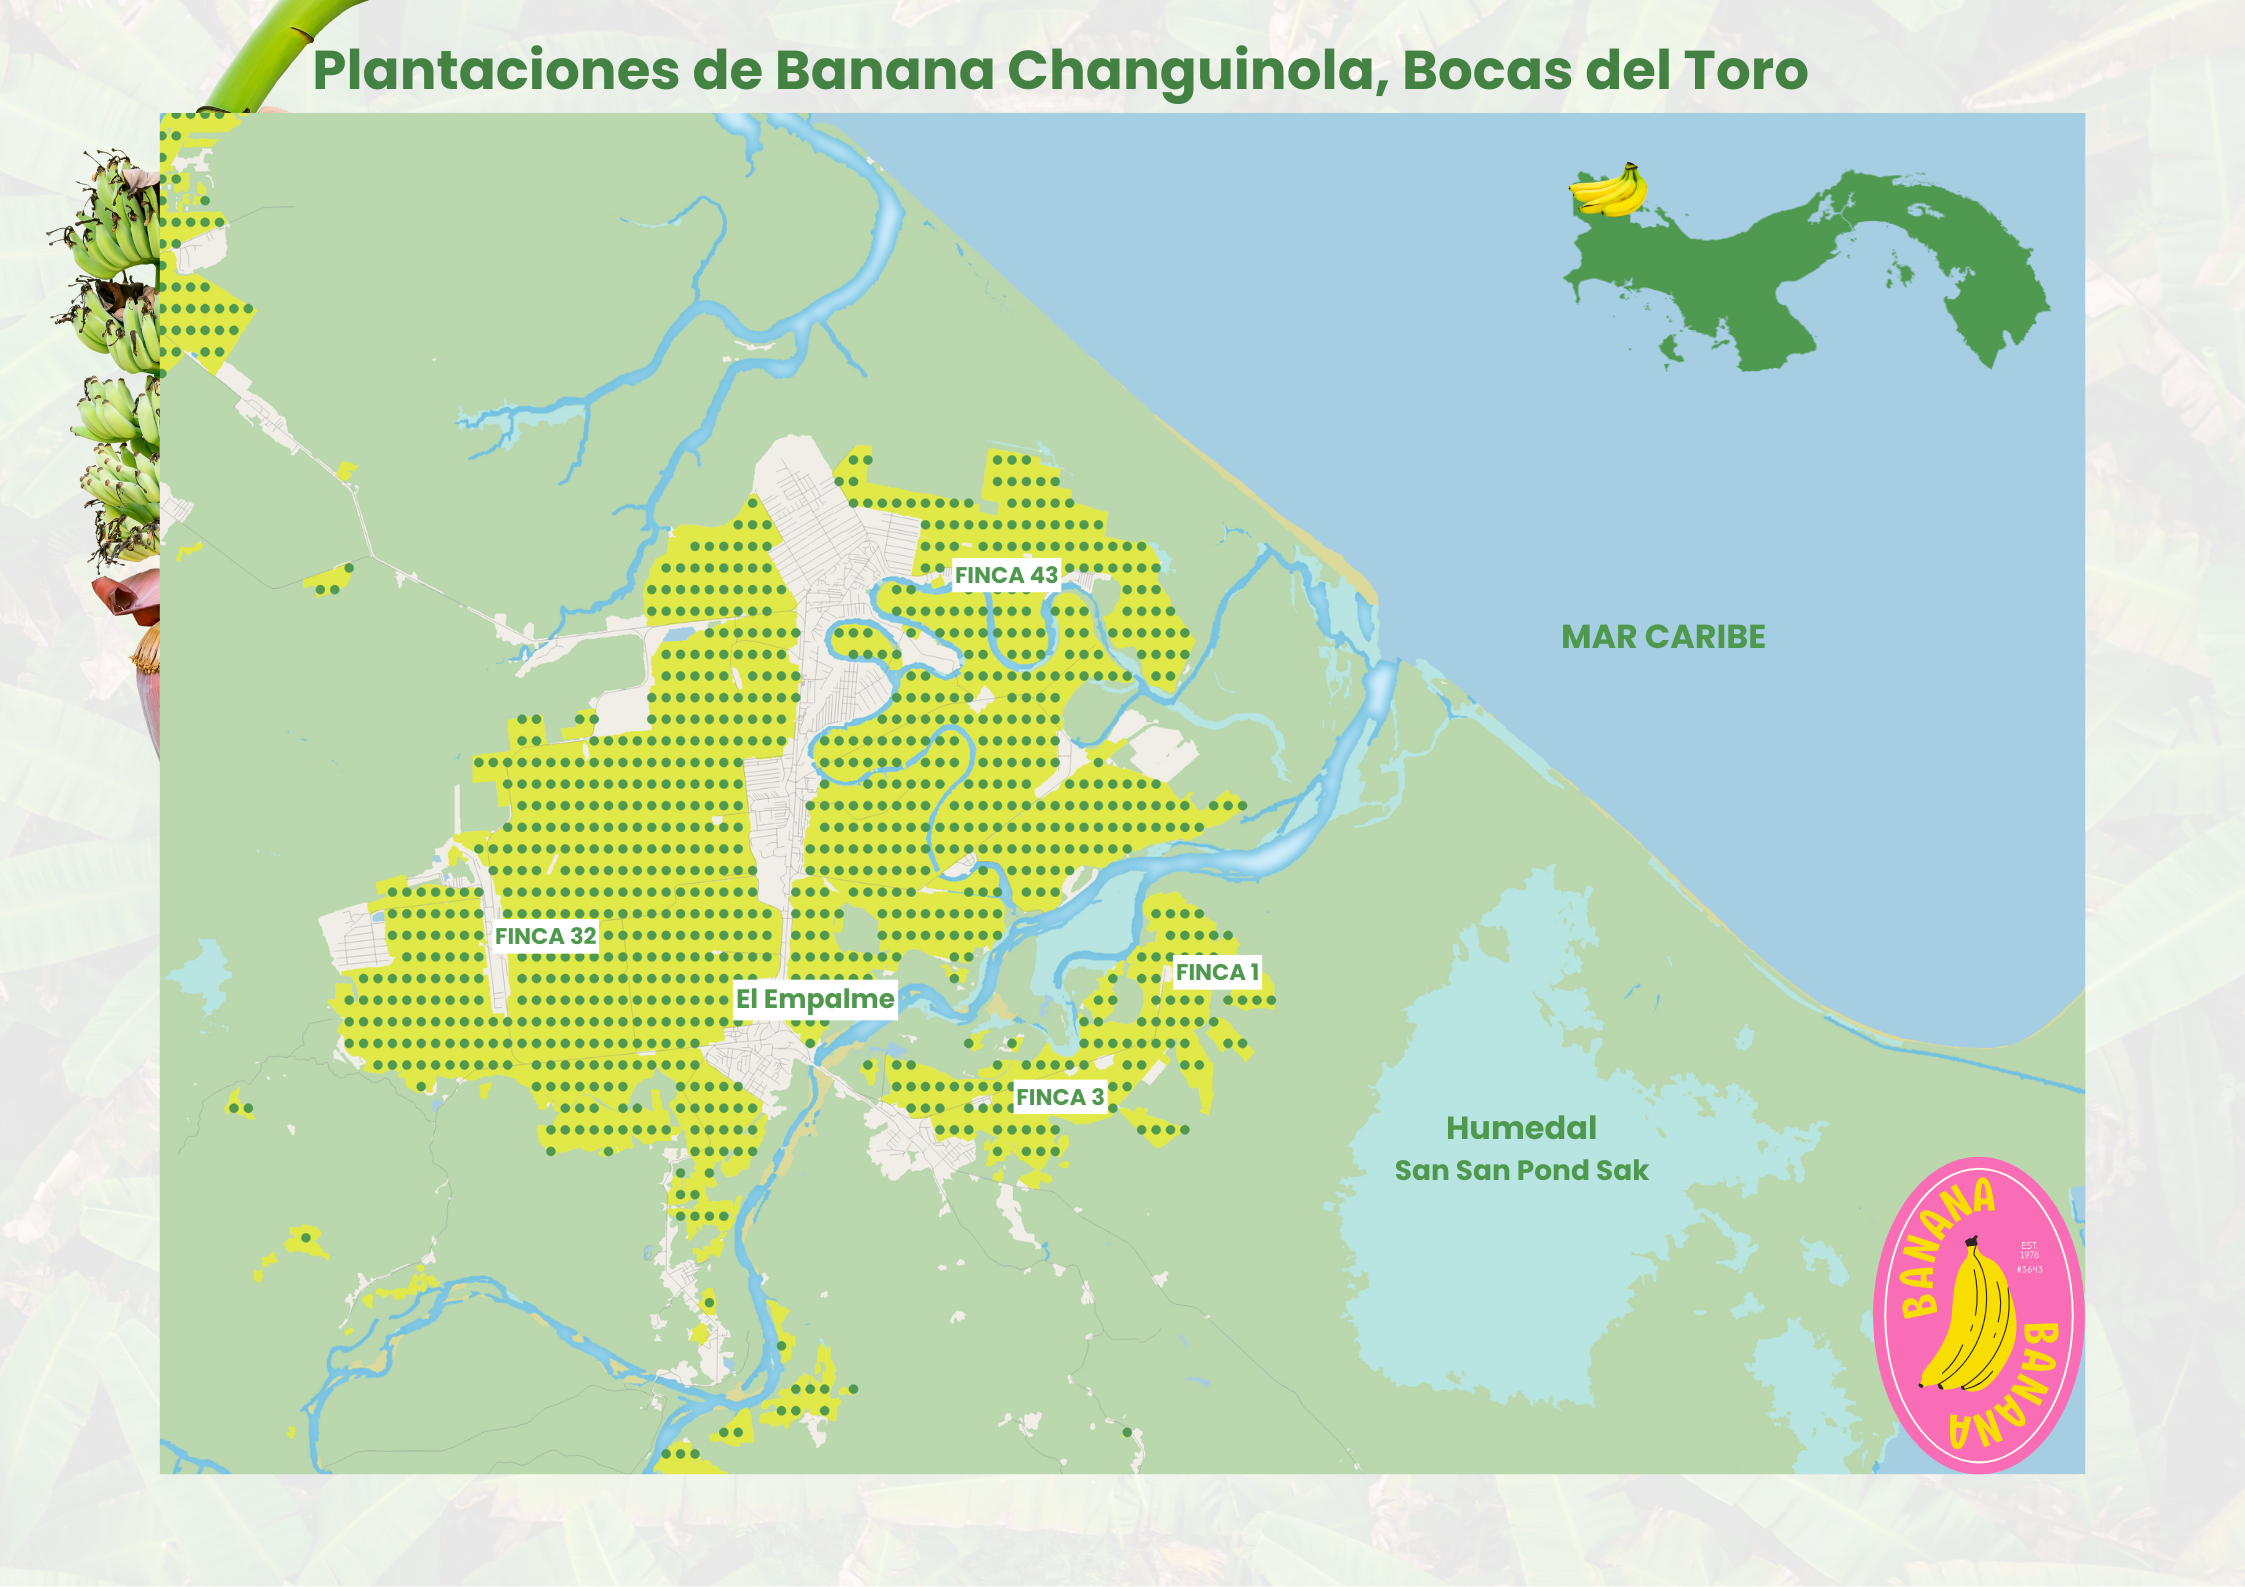 Plantaciones de Banana Changuinola, Bocas del Toro
FINCA 43
MAR CARIBE
FINCA 32
FINCA 1
El Empalme
FINCA 3
Humedal
San San Pond Sak
BANANA
EST.
1978
#3643
BANANA